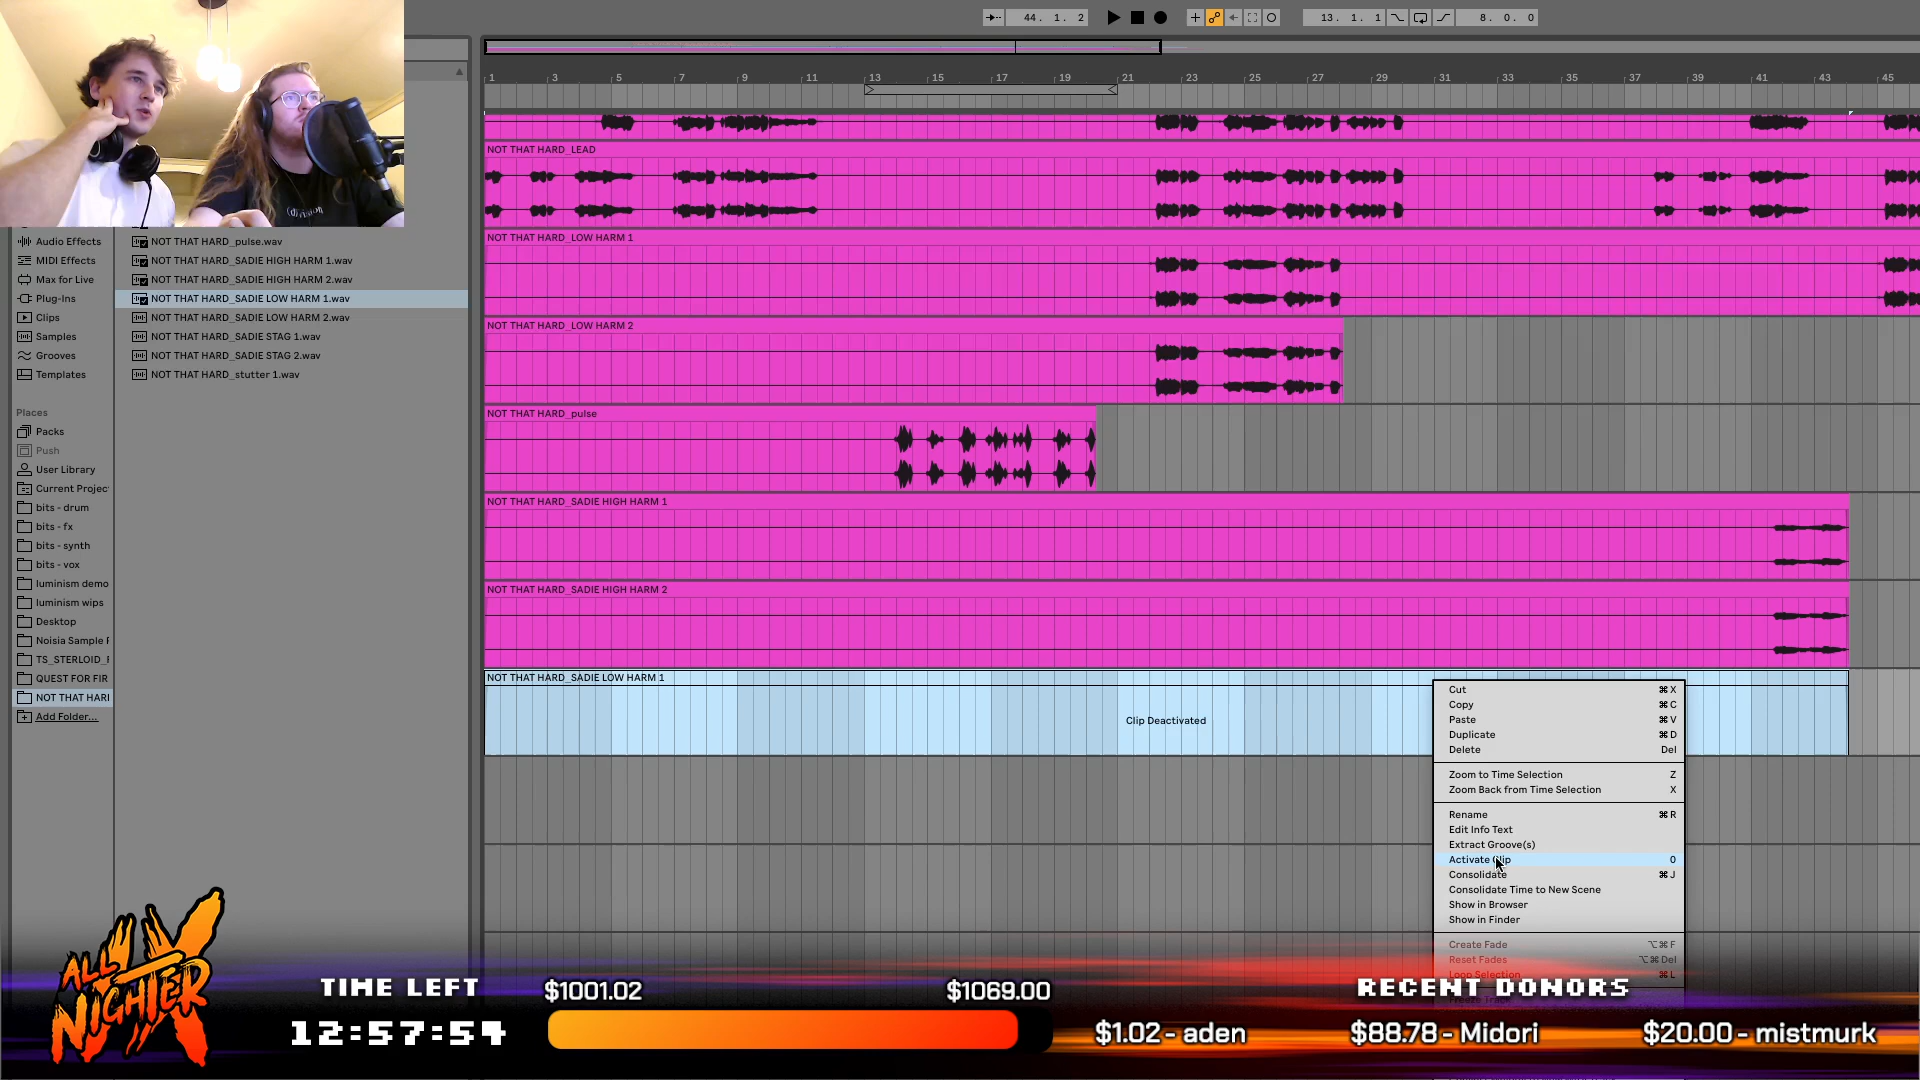 44. 1. 2
13. 1. 1
8. 0. 0
1 3 5 7 9 11 13 15 17 19 21 23 25 27 29 31 33 35 37 39 41 43 45
NOT THAT HARD_LEAD
NOT THAT HARD_LOW HARM 1
NOT THAT HARD_LOW HARM 2
NOT THAT HARD_pulse
NOT THAT HARD_SADIE HIGH HARM 1
NOT THAT HARD_SADIE HIGH HARM 2
NOT THAT HARD_SADIE LOW HARM 1
Clip Deactivated
Audio Effects
MIDI Effects
Max for Live
Plug-Ins
Clips
Samples
Grooves
Templates
Places
Packs
Push
User Library
Current Projec
bits - drum
bits - fx
bits - synth
bits - vox
luminism demo
luminism wips
Desktop
Noisia Sample F
TS_STERLOID_F
QUEST FOR FIR
NOT THAT HARI
Add Folder...
NOT THAT HARD_pulse.wav
NOT THAT HARD_SADIE HIGH HARM 1.wav
NOT THAT HARD_SADIE HIGH HARM 2.wav
NOT THAT HARD_SADIE LOW HARM 1.wav
NOT THAT HARD_SADIE LOW HARM 2.wav
NOT THAT HARD_SADIE STAG 1.wav
NOT THAT HARD_SADIE STAG 2.wav
NOT THAT HARD_stutter 1.wav
Cut ⌘X
Copy ⌘C
Paste ⌘V
Duplicate ⌘D
Delete Del
Zoom to Time Selection Z
Zoom Back from Time Selection X
Rename ⌘R
Edit Info Text
Extract Groove(s)
Activate Clip 0
Consolidate ⌘J
Consolidate Time to New Scene
Show in Browser
Show in Finder
Create Fade ⌥⌘F
Reset Fades ⌥⌘Del
Loop Selection ⌘L
ALL
NIGHTER
X
TIME LEFT
12:57:54
$1001.02
$1069.00
RECENT DONORS
$1.02 - aden
$88.78 - Midori
$20.00 - mistmurk